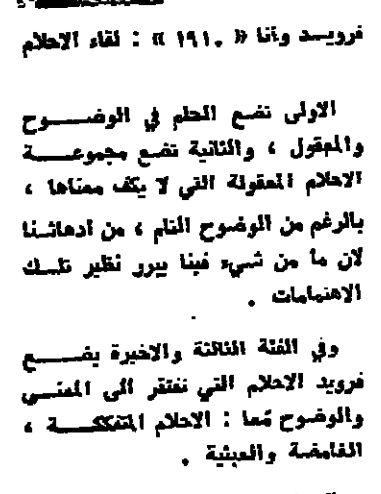 فرويد وأنا « ١٩١٠ » : لقاء الاحلام
الاولى تضع الحلم في الوضوح
والمعقول ، والثانية تضع مجموعة
الاحلام المعقولة التي لا يكف معناها ،
بالرغم من الوضوح التام ، من ادهاشنا
لان ما من شيء فينا يبرر نظير تلك
الاهتمامات .
وفي الفئة الثالثة والاخيرة يضع
فرويد الاحلام التي تفتقر الى المعنى
والوضوح مَعا : الاحلام المتفككة ،
الغامضة والعبثية .